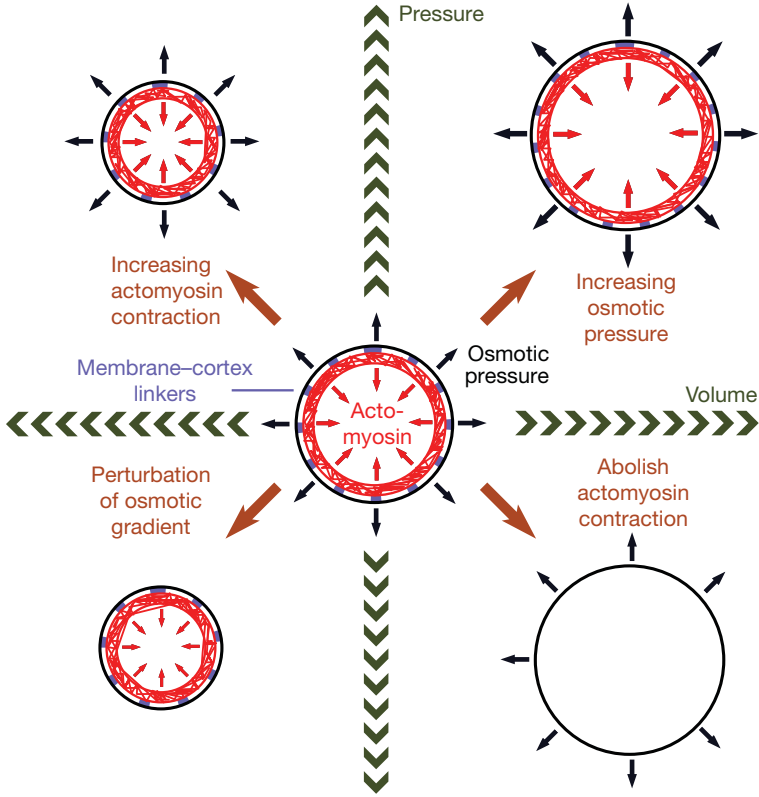 Pressure
Increasing
actomyosin
contraction
Increasing
osmotic
pressure
Membrane–cortex
linkers
Osmotic
pressure
Acto-
myosin
Volume
Perturbation
of osmotic
gradient
Abolish
actomyosin
contraction